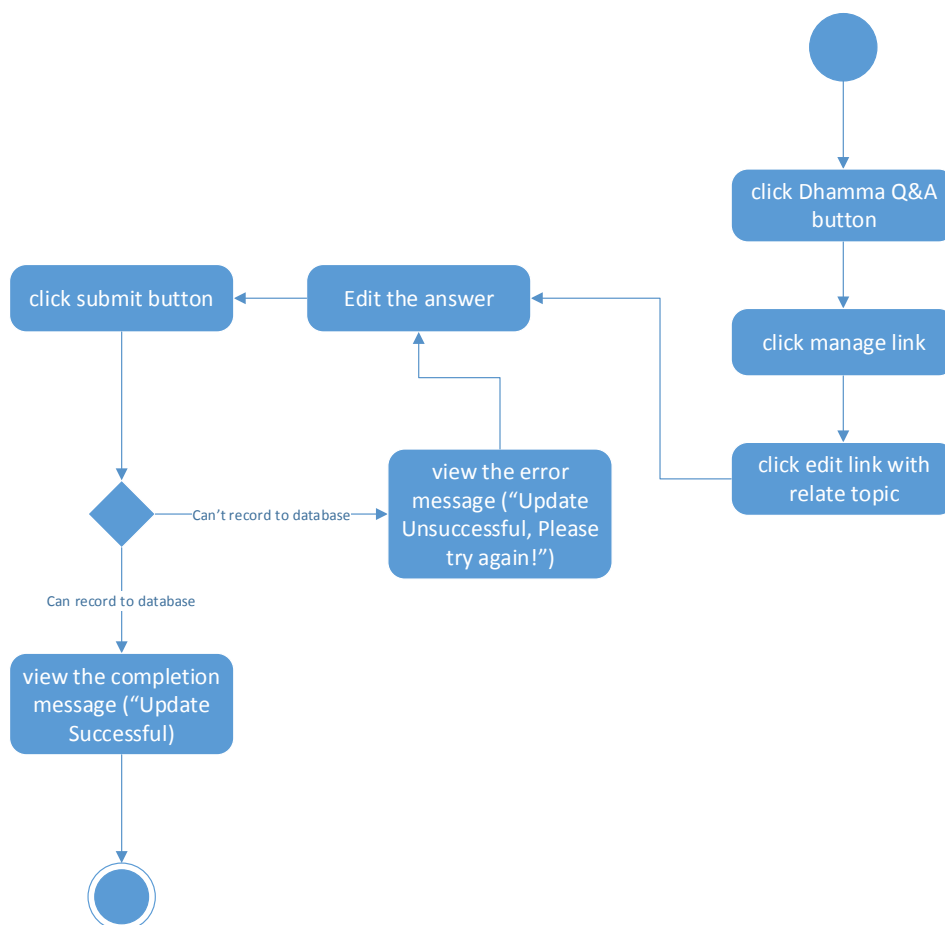 click Dhamma Q&A
button
click manage link
click edit link with
relate topic
Edit the answer
click submit button
Can't record to database
view the error
message (“Update
Unsuccessful, Please
try again!”)
Can record to database
view the completion
message (“Update
Successful)